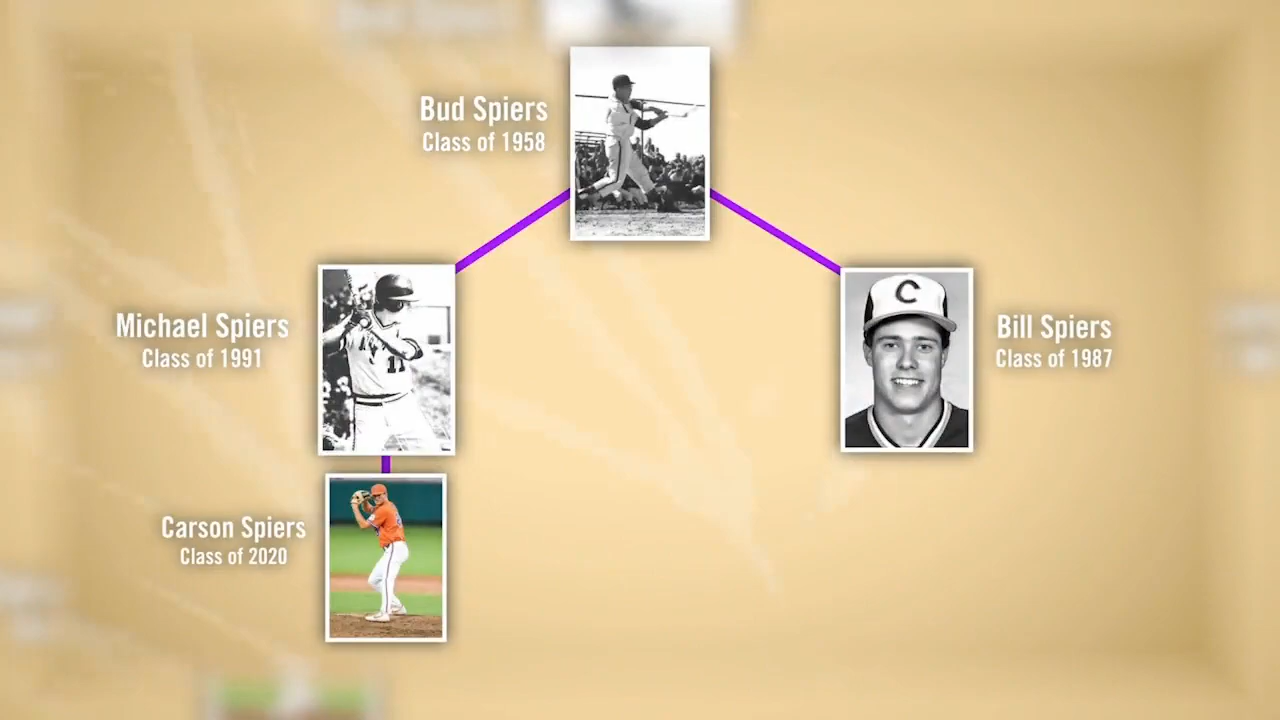 Bud Spiers
Class of 1958
Michael Spiers
Class of 1991
C
Bill Spiers
Class of 1987
11
Carson Spiers
Class of 2020